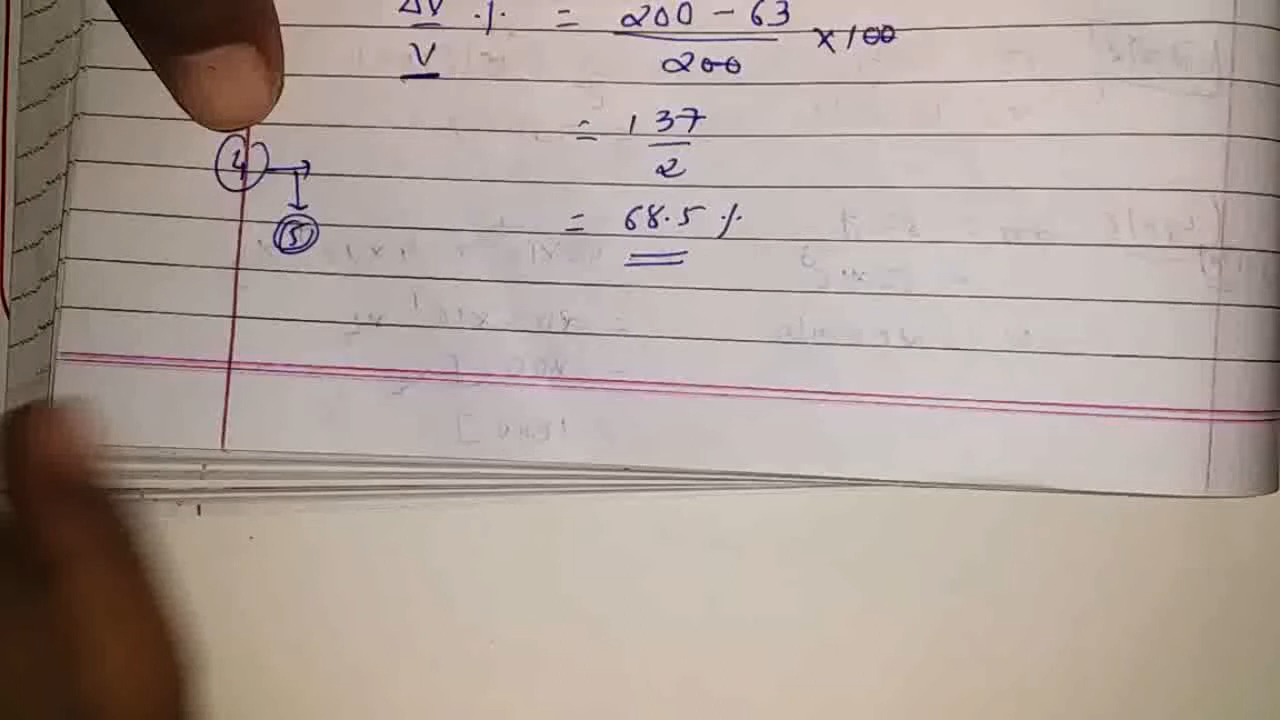 ΔV/V % = 200 - 63/200 × 100
= 137/2
4 →
5
= 68.5 %